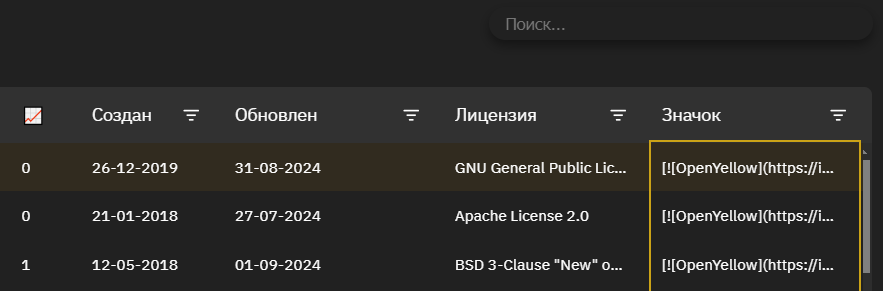 Поиск...
Создан Обновлен Лицензия Значок
0 26-12-2019 31-08-2024 GNU General Public Lic... [![OpenYellow](https://i...
0 21-01-2018 27-07-2024 Apache License 2.0 [![OpenYellow](https://i...
1 12-05-2018 01-09-2024 BSD 3-Clause "New" o... [![OpenYellow](https://i...